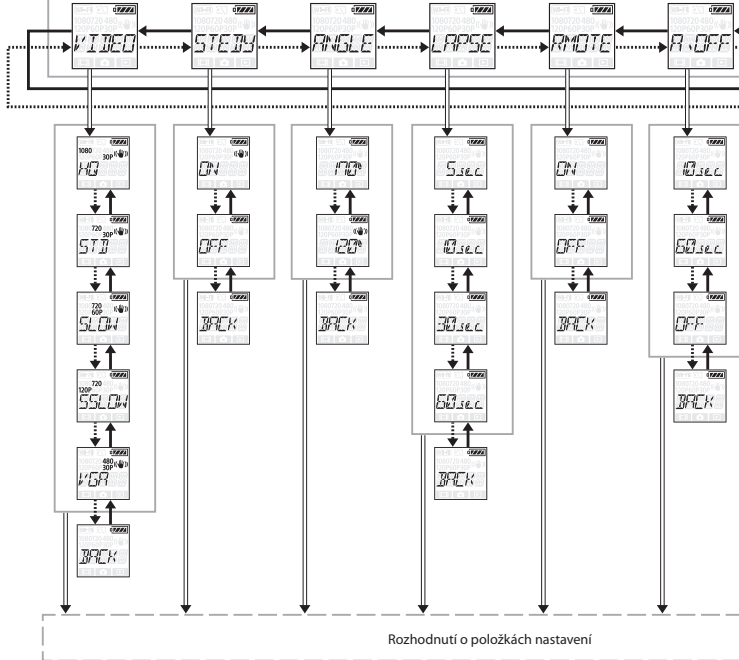 VIDEO STEDY ANGLE LAPSE RMOTE A.OFF
1080 30P HQ
720 30P STD
720 60P SLOW
720 120P SSLOW
480 30P VGA
BACK
ON
OFF
BACK
170°
120°
BACK
5sec
10sec
30sec
60sec
BACK
ON
OFF
BACK
10sec
60sec
OFF
BACK
Rozhodnutí o položkách nastavení